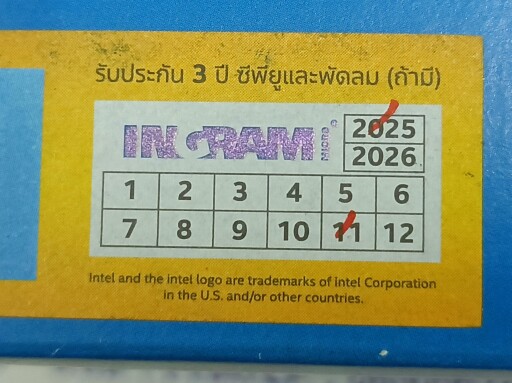 รับประกัน 3 ปี ซีพียูและพัดลม (ถ้ามี)
INGRAM
MICRO
2025
2026
1 2 3 4 5 6
7 8 9 10 11 12
Intel and the intel logo are trademarks of Intel Corporation
in the U.S. and/or other countries.